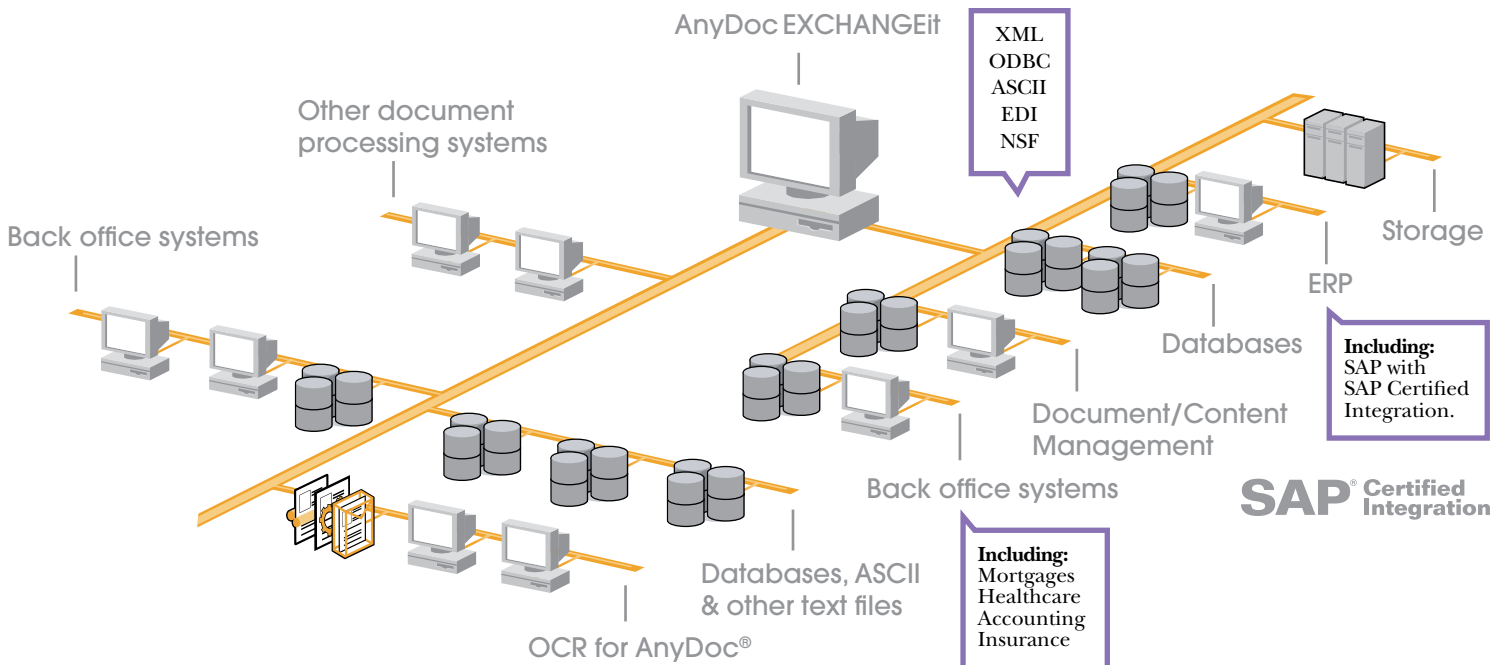 AnyDoc EXCHANGEit
XML
ODBC
ASCII
EDI
NSF
Other document
processing systems
Back office systems
Storage
ERP
Databases
Including:
SAP with
SAP Certified
Integration.
Document/Content
Management
Back office systems
SAP® Certified
Integration
Including:
Mortgages
Healthcare
Accounting
Insurance
Databases, ASCII
& other text files
OCR for AnyDoc®